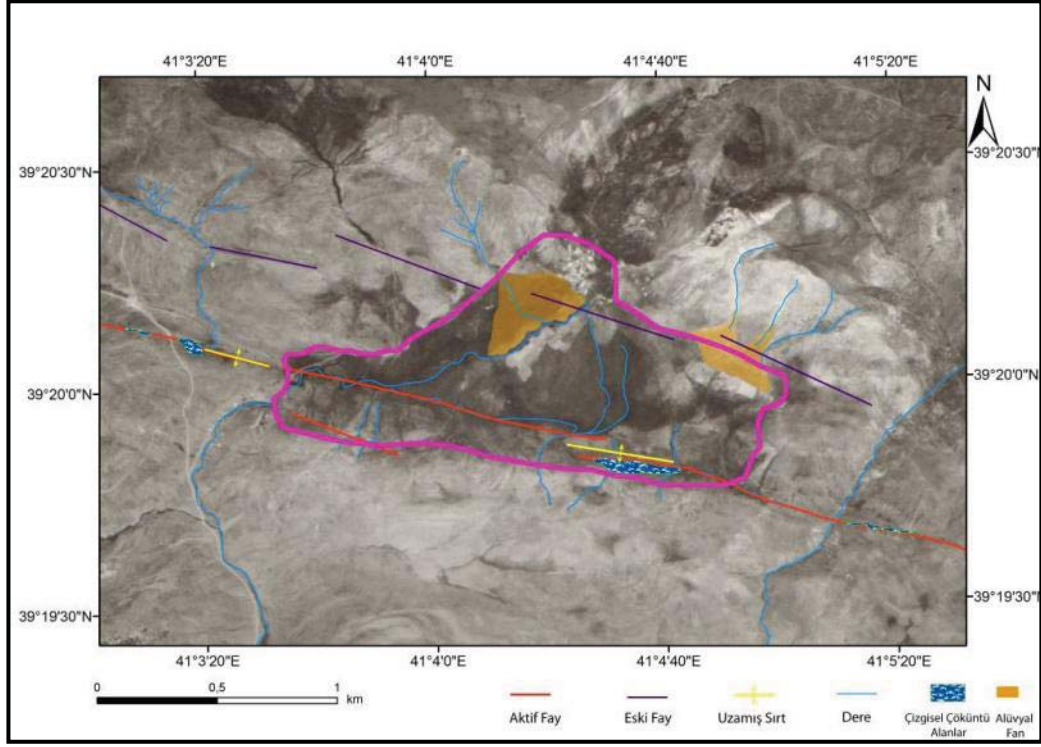 41°3'20"E 41°4'0"E 41°4'40"E 41°5'20"E
N
39°20'30"N 39°20'30"N
39°20'0"N 39°20'0"N
39°19'30"N 39°19'30"N
41°3'20"E 41°4'0"E 41°4'40"E 41°5'20"E
0 0,5 1
km
Aktif Fay Eski Fay Uzamış Sırt Dere Çizgisel Çöküntü Alanlar Alüvyal Fan